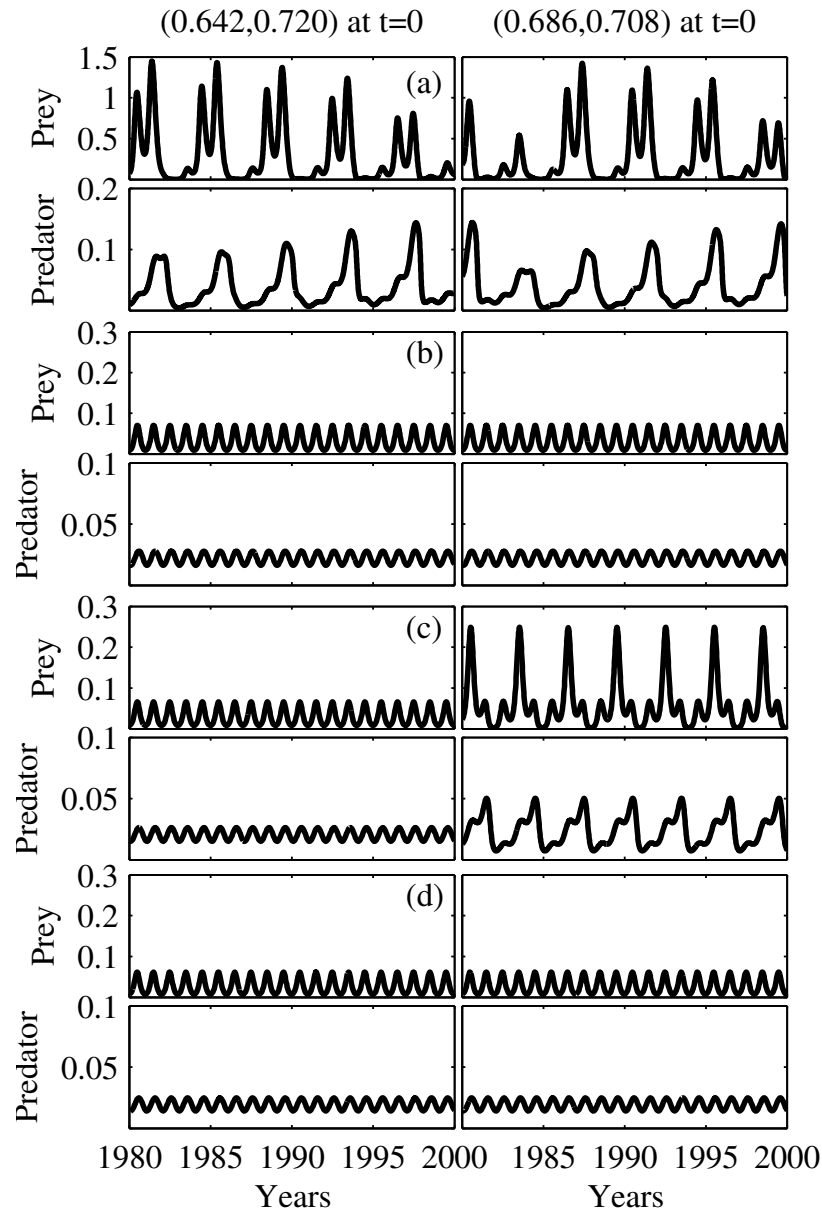 (0.642,0.720) at t=0
(0.686,0.708) at t=0
1.5
1
0.5
0.2
0.1
Prey
Predator
(a)
0.3
0.2
0.1
Prey
(b)
0.1
0.05
Predator
0.3
0.2
0.1
Prey
(c)
0.1
0.05
Predator
0.3
0.2
0.1
Prey
(d)
0.1
0.05
Predator
1980 1985 1990 1995 2000
1985 1990 1995 2000
Years
Years